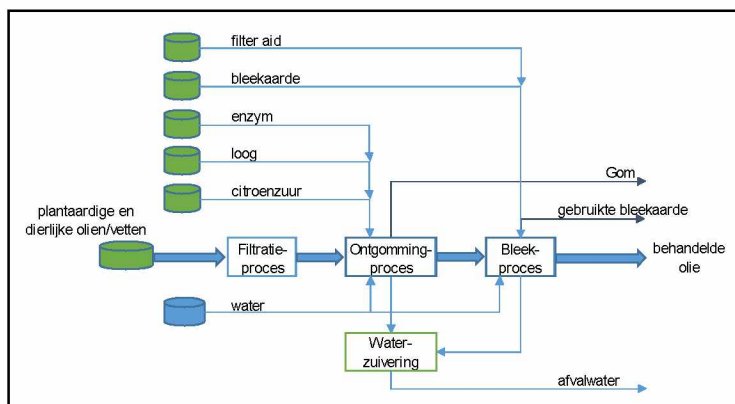 filter aid
bleekaarde
enzym
loog
citroenzuur
Gom
gebruikte bleekaarde
plantaardige en
dierlijke olien/vetten
Filtratie-
proces
Ontgomming-
proces
Bleek-
proces
behandelde
olie
water
Water-
zuivering
afvalwater